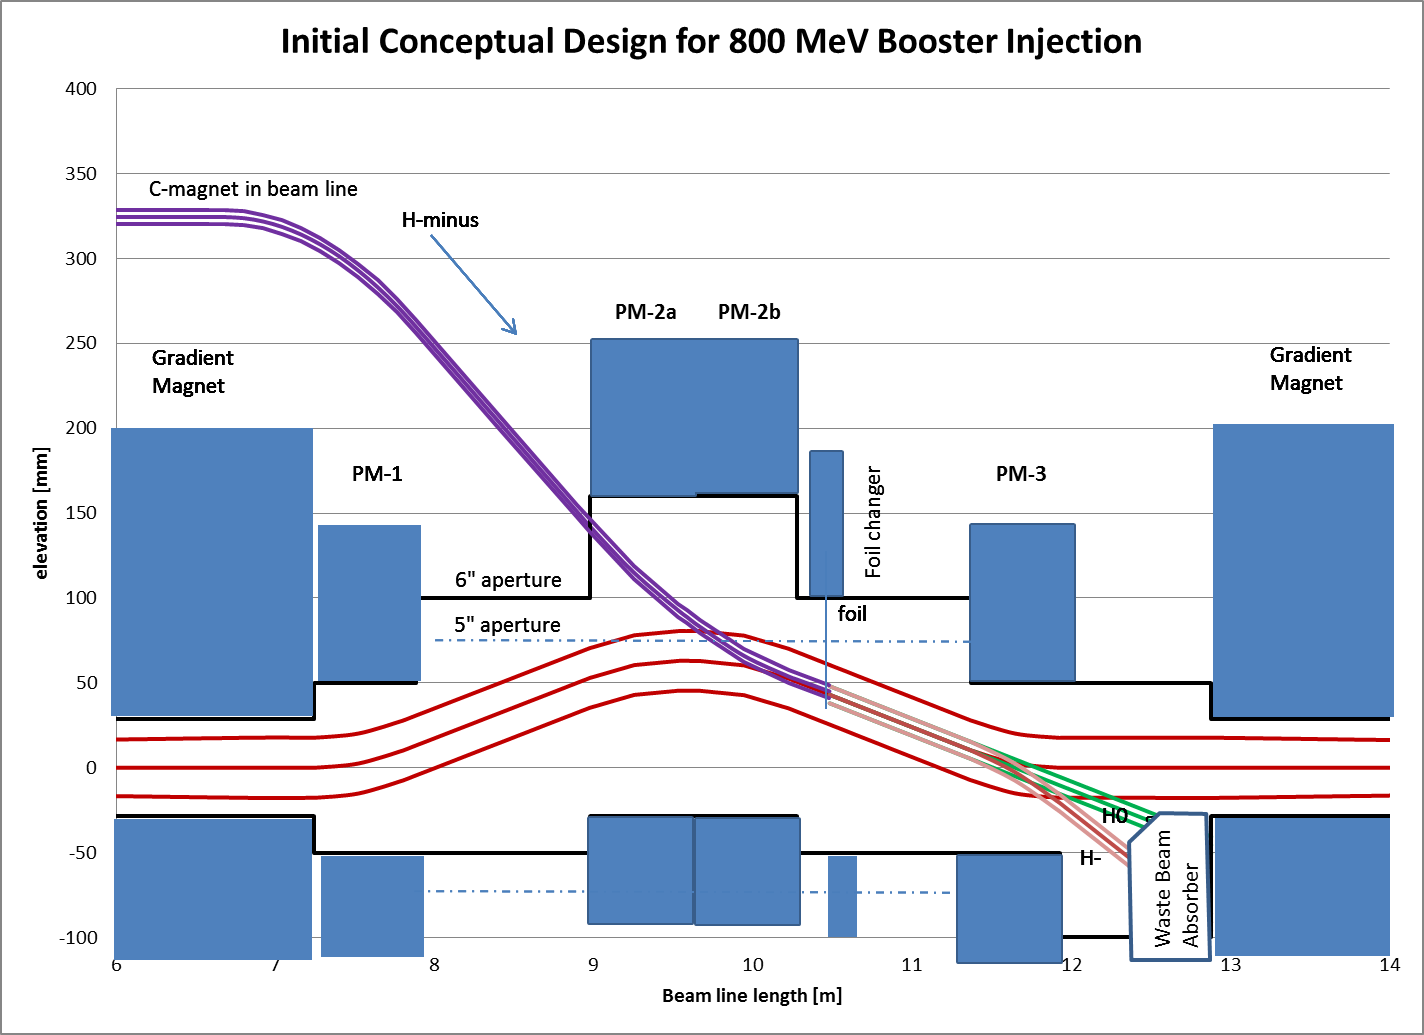 Initial Conceptual Design for 800 MeV Booster Injection
400
350
300
250
200
150
100
50
0
-50
-100
elevation [mm]
C-magnet in beam line
H-minus
PM-2a
PM-2b
Gradient
Magnet
Gradient
Magnet
PM-1
PM-3
Foil changer
6" aperture
5" aperture
foil
H0
H-
Waste Beam
Absorber
6
7
8
9
10
11
12
13
14
Beam line length [m]